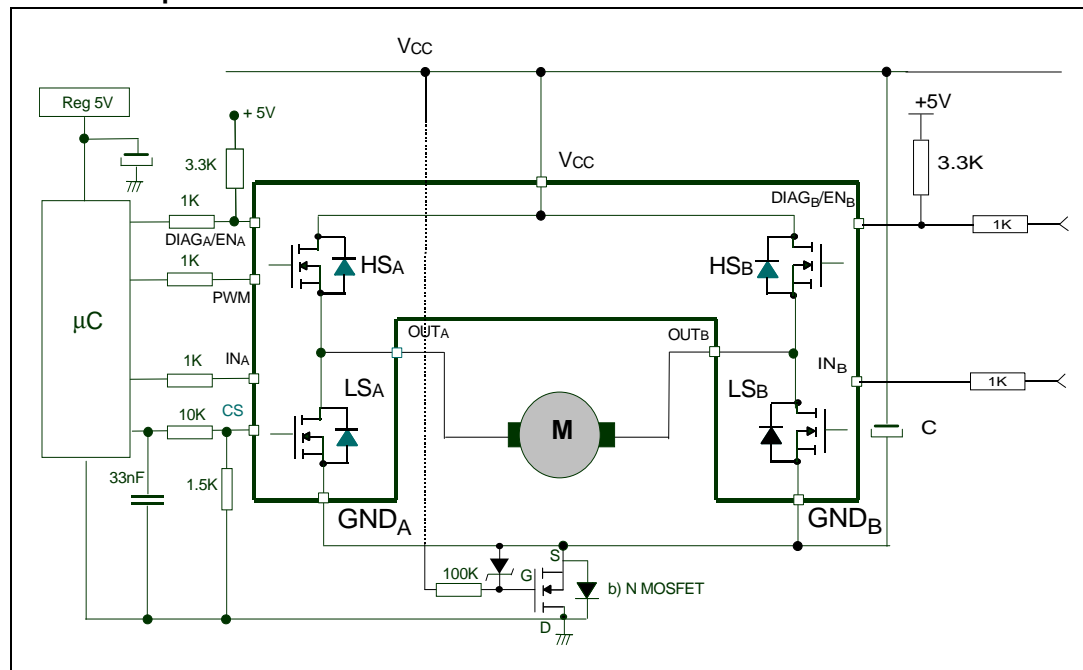 VCC
Reg 5V
+ 5V
+5V
3.3K
3.3K
VCC
1K
DIAGA/ENA
DIAGB/ENB
1K
1K
PWM
HSA
HSB
µC
OUTA
OUTB
1K
INA
INB
1K
LSA
LSB
10K
CS
M
C
33nF
1.5K
GNDA
GNDB
S
100K
G
b) N MOSFET
D